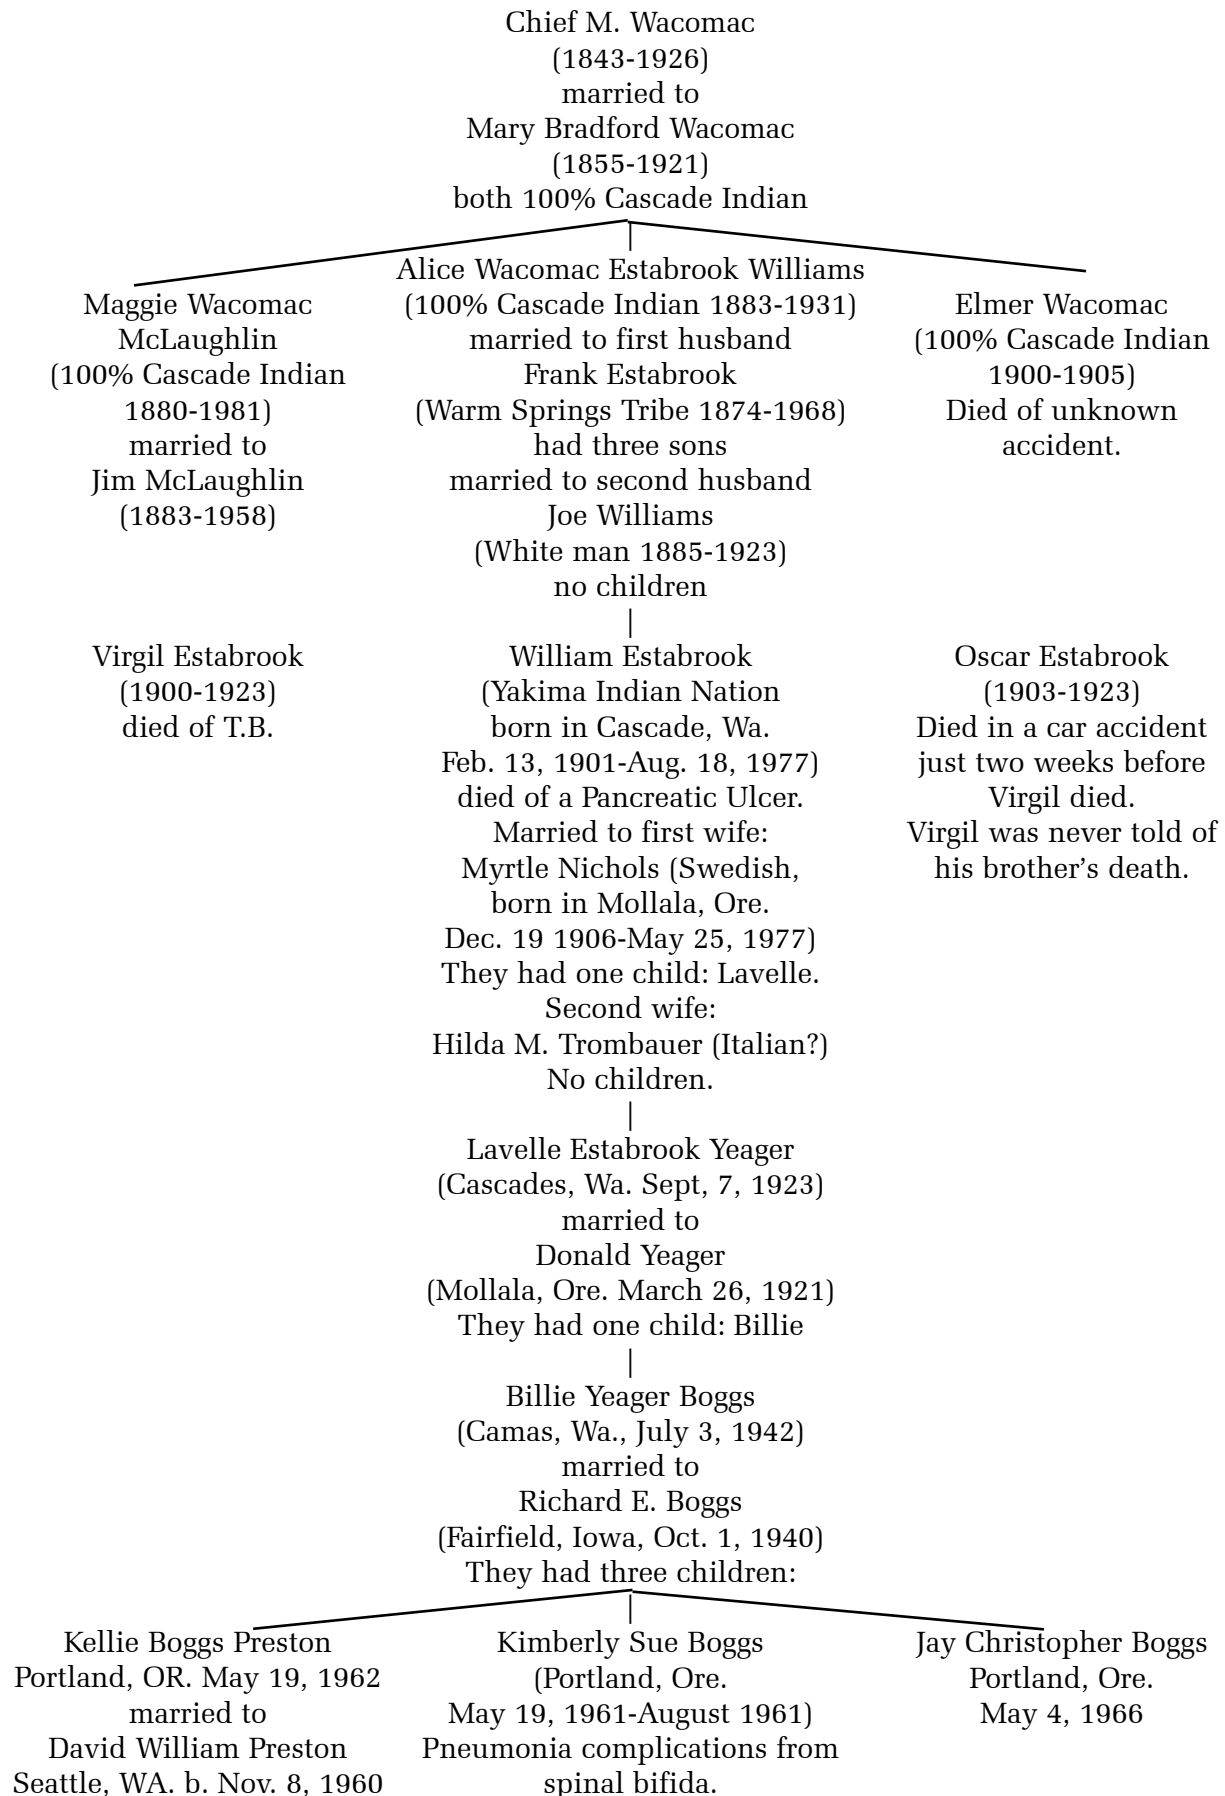 Chief M. Wacomac
(1843-1926)
married to
Mary Bradford Wacomac
(1855-1921)
both 100% Cascade Indian
Maggie Wacomac
McLaughlin
(100% Cascade Indian
1880-1981)
married to
Jim McLaughlin
(1883-1958)
Alice Wacomac Estabrook Williams
(100% Cascade Indian 1883-1931)
married to first husband
Frank Estabrook
(Warm Springs Tribe 1874-1968)
had three sons
married to second husband
Joe Williams
(White man 1885-1923)
no children
Elmer Wacomac
(100% Cascade Indian
1900-1905)
Died of unknown
accident.
Virgil Estabrook
(1900-1923)
died of T.B.
William Estabrook
(Yakima Indian Nation
born in Cascade, Wa.
Feb. 13, 1901-Aug. 18, 1977)
died of a Pancreatic Ulcer.
Married to first wife:
Myrtle Nichols (Swedish,
born in Mollala, Ore.
Dec. 19 1906-May 25, 1977)
They had one child: Lavelle.
Second wife:
Hilda M. Trombauer (Italian?)
No children.
Oscar Estabrook
(1903-1923)
Died in a car accident
just two weeks before
Virgil died.
Virgil was never told of
his brother’s death.
Lavelle Estabrook Yeager
(Cascades, Wa. Sept, 7, 1923)
married to
Donald Yeager
(Mollala, Ore. March 26, 1921)
They had one child: Billie
Billie Yeager Boggs
(Camas, Wa., July 3, 1942)
married to
Richard E. Boggs
(Fairfield, Iowa, Oct. 1, 1940)
They had three children:
Kellie Boggs Preston
Portland, OR. May 19, 1962
married to
David William Preston
Seattle, WA. b. Nov. 8, 1960
Kimberly Sue Boggs
(Portland, Ore.
May 19, 1961-August 1961)
Pneumonia complications from
spinal bifida.
Jay Christopher Boggs
Portland, Ore.
May 4, 1966